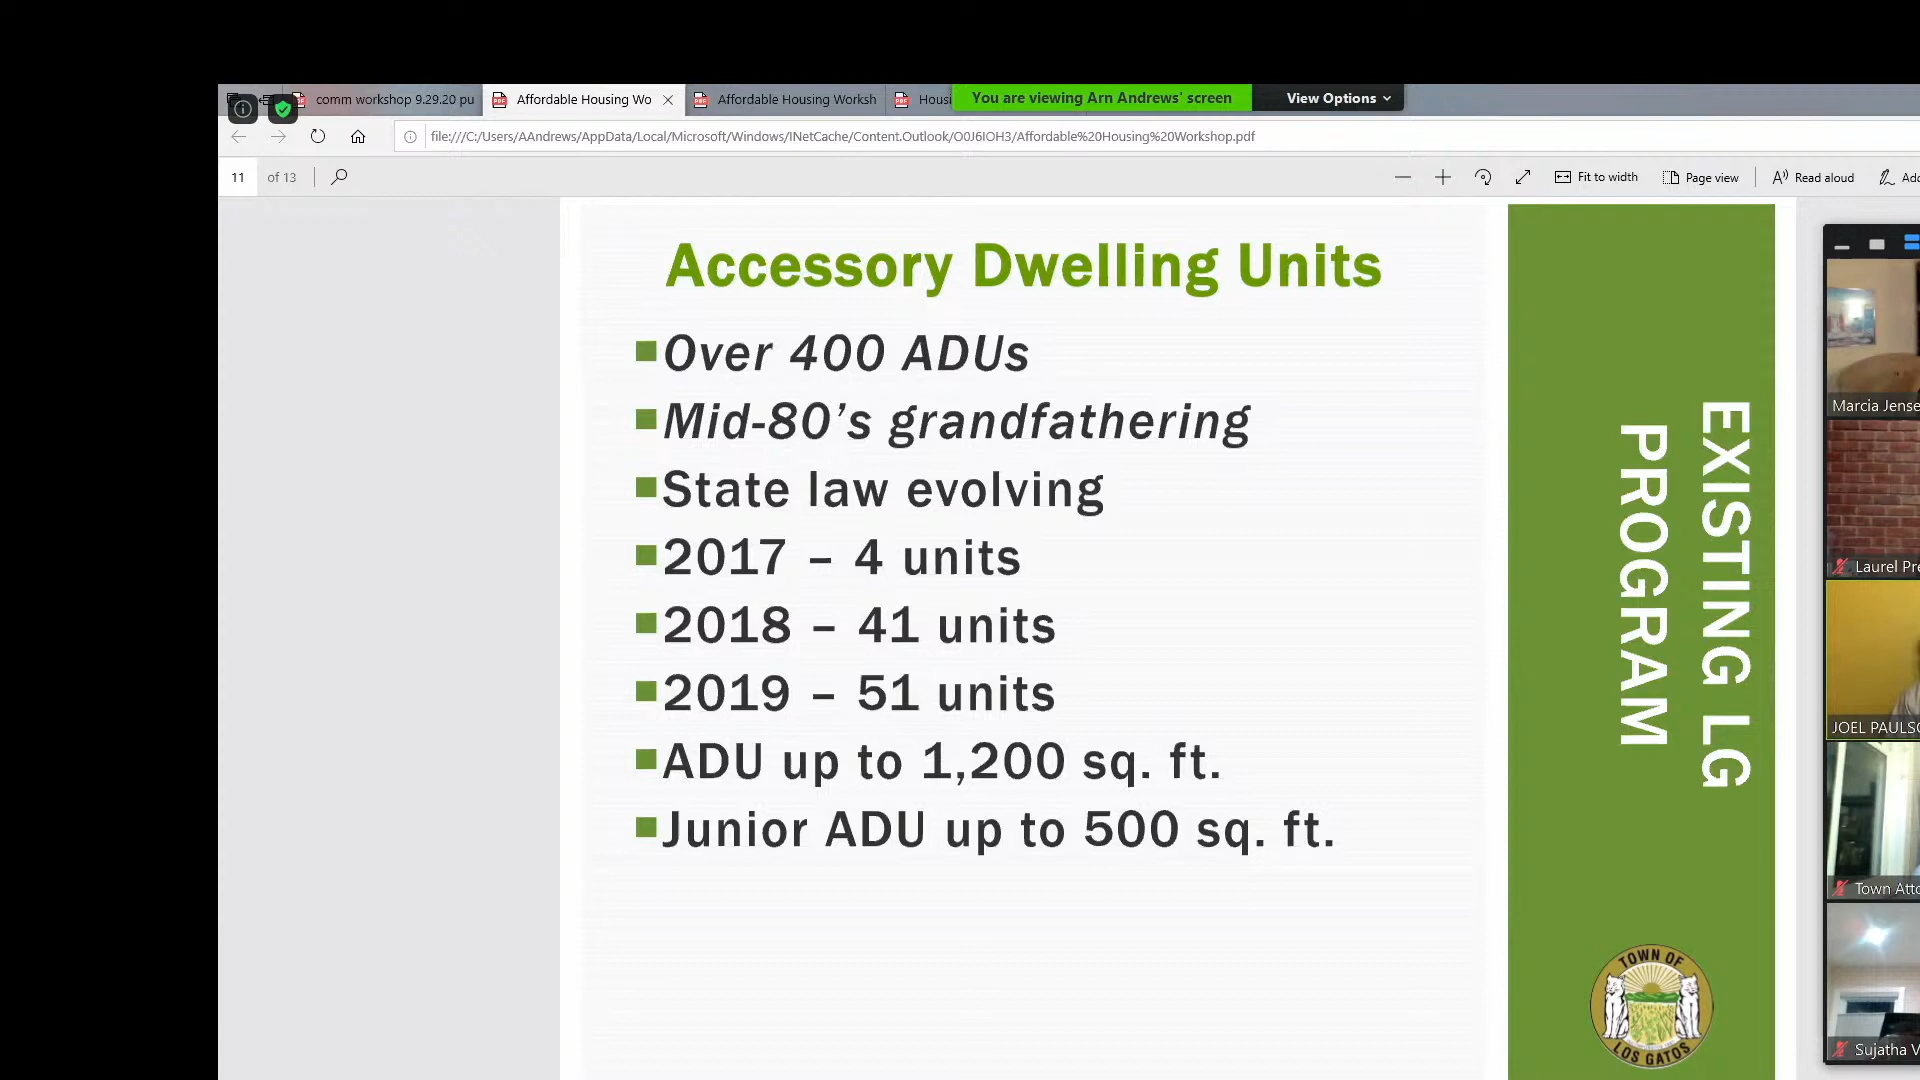 comm workshop 9.29.20 pu
Affordable Housing Wo
Affordable Housing Worksh
Housi
You are viewing Arn Andrews' screen
View Options
file:///C:/Users/AAndrews/AppData/Local/Microsoft/Windows/INetCache/Content.Outlook/O0J6IOH3/Affordable%20Housing%20Workshop.pdf
11 of 13
Fit to width
Page view
Read aloud
Add
Accessory Dwelling Units
Over 400 ADUs
Mid-80's grandfathering
State law evolving
2017 – 4 units
2018 – 41 units
2019 – 51 units
ADU up to 1,200 sq. ft.
Junior ADU up to 500 sq. ft.
EXISTING LG
PROGRAM
TOWN OF
LOS GATOS
Marcia Jense
Laurel Pre
JOEL PAULSO
Town Atto
Sujatha V